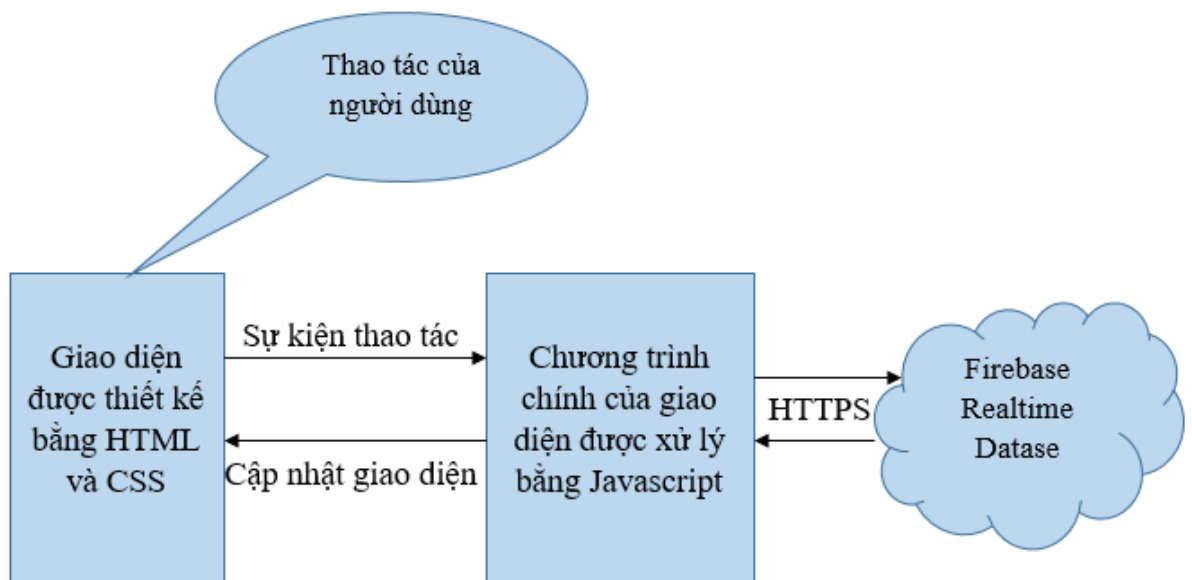 Thao tác của
người dùng
Giao diện
được thiết kế
bằng HTML
và CSS
Sự kiện thao tác
Cập nhật giao diện
Chương trình
chính của giao
diện được xử lý
bằng Javascript
HTTPS
Firebase
Realtime
Datase